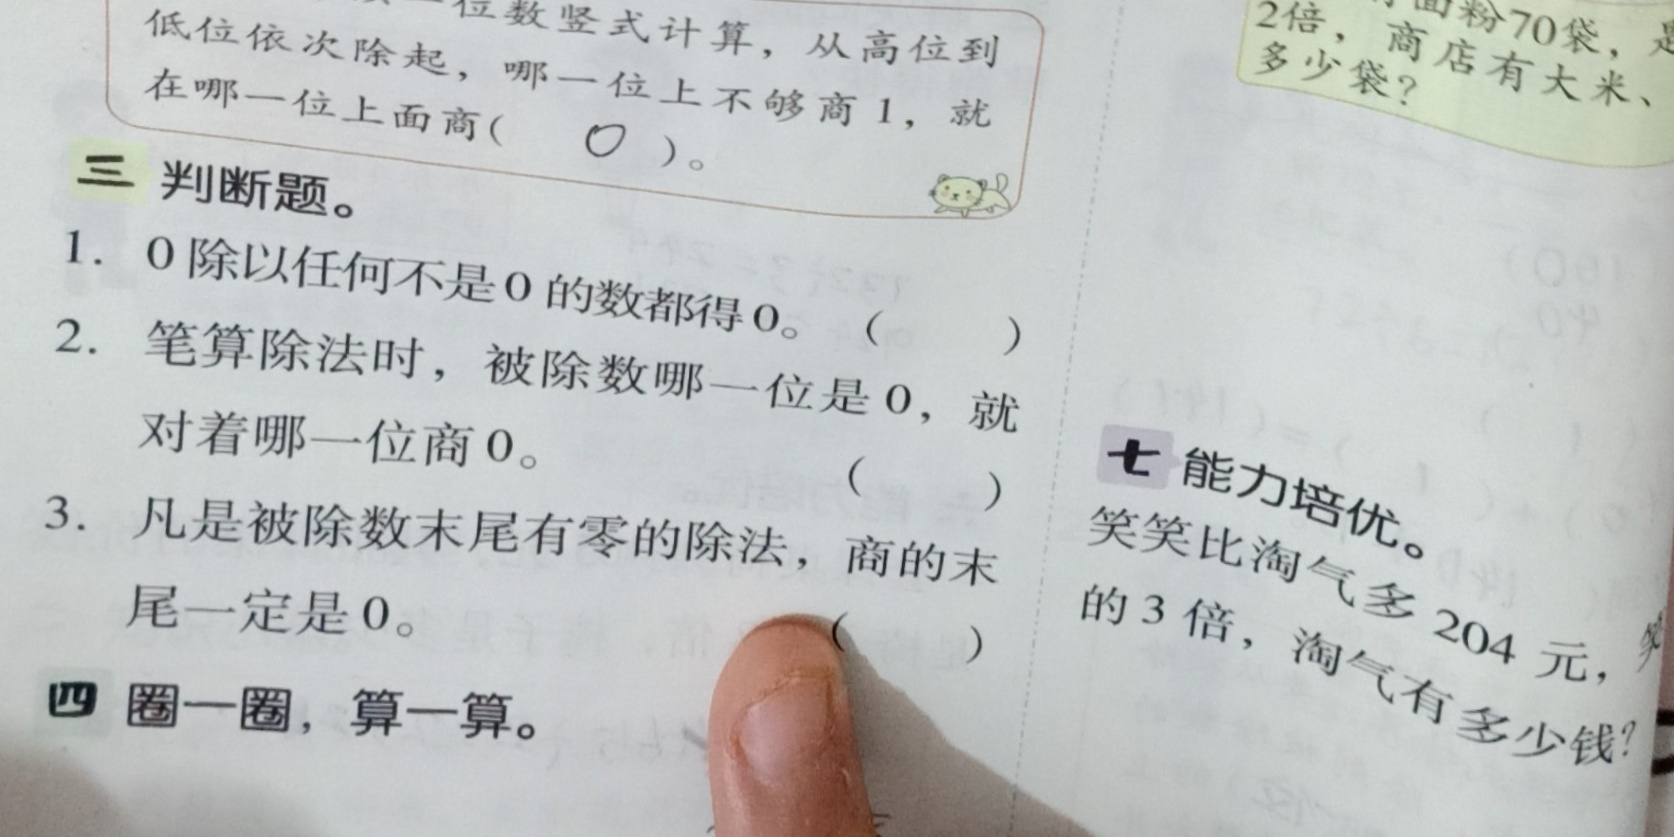 位数竖式计算，从高位到
低位依次除起，哪一位上不够商1，就
在哪一位上面商( 0 )。
三 判断题。
1. 0除以任何不是0的数都得0。 ( )
2. 笔算除法时，被除数哪一位是0，就
对着哪一位商0。 ( )
3. 凡是被除数末尾有零的除法，商的末
尾一定是0。 ( )
四 圈一圈，算一算。
面粉70袋，是
2倍，商店有大米、
多少袋？
七 能力培优。
笑笑比淘气多204元，
的3倍，淘气有多少钱？